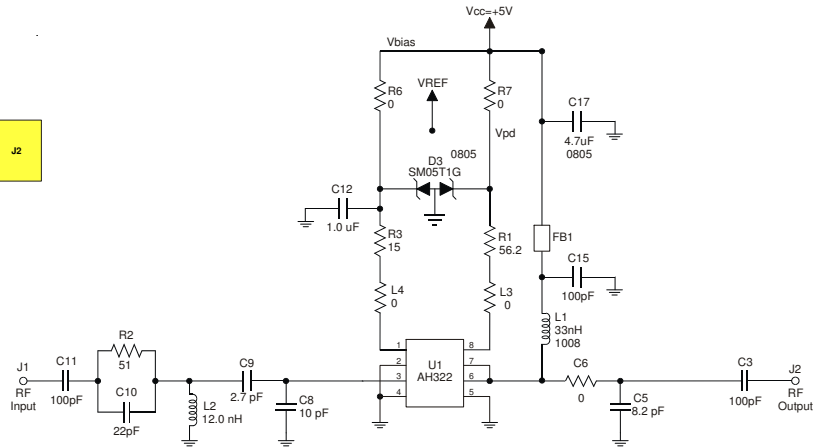 Vcc=+5V
Vbias
R6
0
VREF
R7
0
C17
4.7uF
0805
J2
Vpd
0805
D3
SM05T1G
C12
1.0 uF
R3
15
R1
56.2
FB1
L4
0
L3
0
C15
100pF
L1
33nH
1008
J1
RF
Input
C11
100pF
R2
51
C10
22pF
L2
12.0 nH
C9
2.7 pF
C8
10 pF
1
2
3
4
U1
AH322
8
7
6
5
C6
0
C5
8.2 pF
C3
100pF
J2
RF
Output